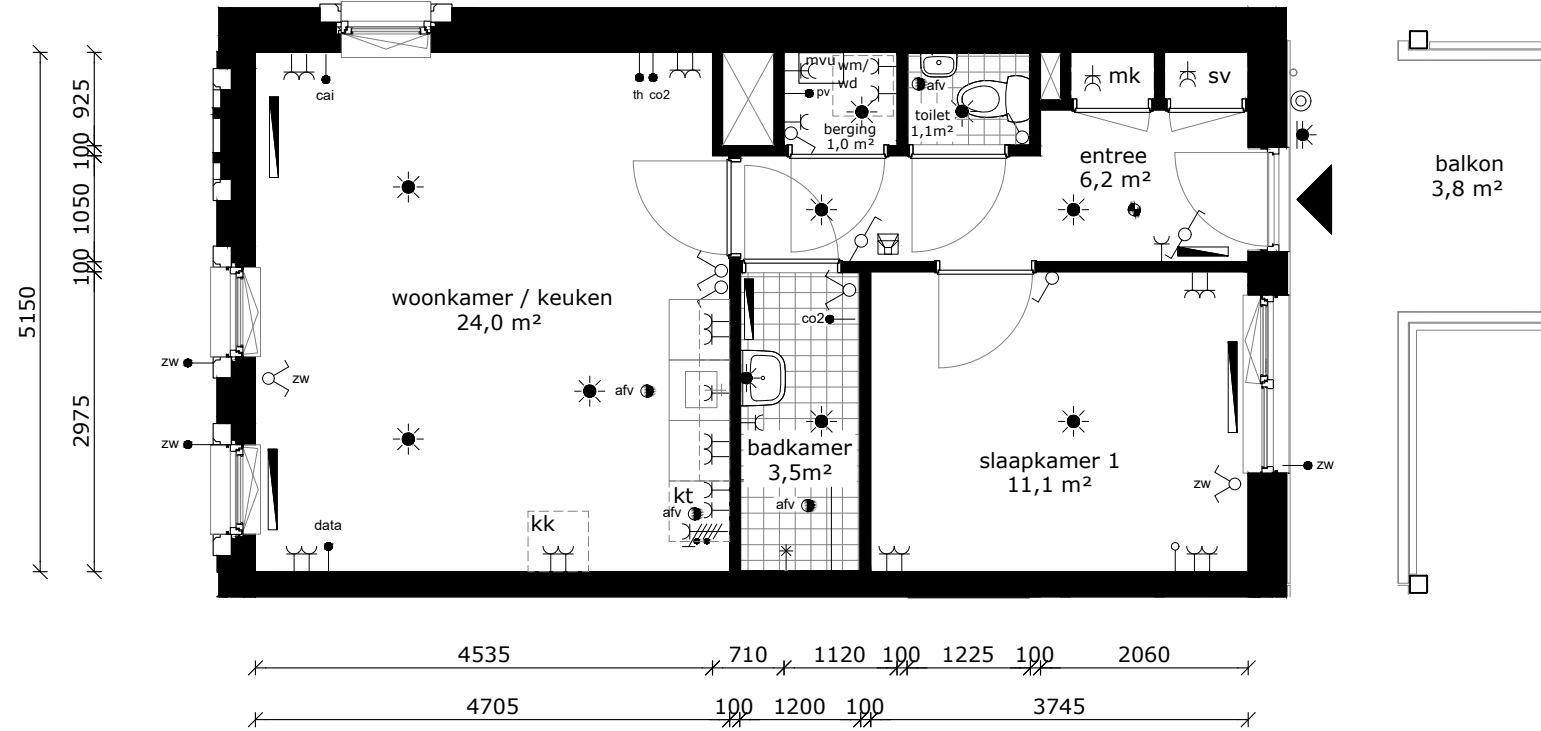 cai
th co2
mvu
wm/
wd
pv
berging
1,0 m²
afv
toilet
1,1m²
mk
sv
entree
6,2 m²
balkon
3,8 m²
925
100
1050
100
2975
5150
woonkamer / keuken
24,0 m²
zw
zw
zw
afv
co2
badkamer
3,5m²
afv
slaapkamer 1
11,1 m²
zw
zw
data
kk
kt
afv
4535 710 1120 100 1225 100 2060
4705 100 1200 100 3745